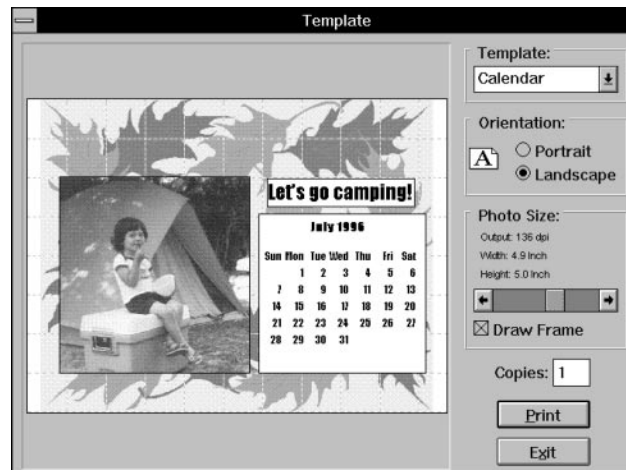 Template
Template:
Calendar
Orientation:
A
Portrait
Landscape
Photo Size:
Output: 136 dpi
Width: 4.9 Inch
Height: 5.0 Inch
Draw Frame
Copies: 1
Print
Exit
Let's go camping!
July 1996
Sun Mon Tue Wed Thu Fri Sat
1 2 3 4 5 6
7 8 9 10 11 12 13
14 15 16 17 18 19 20
21 22 23 24 25 26 27
28 29 30 31